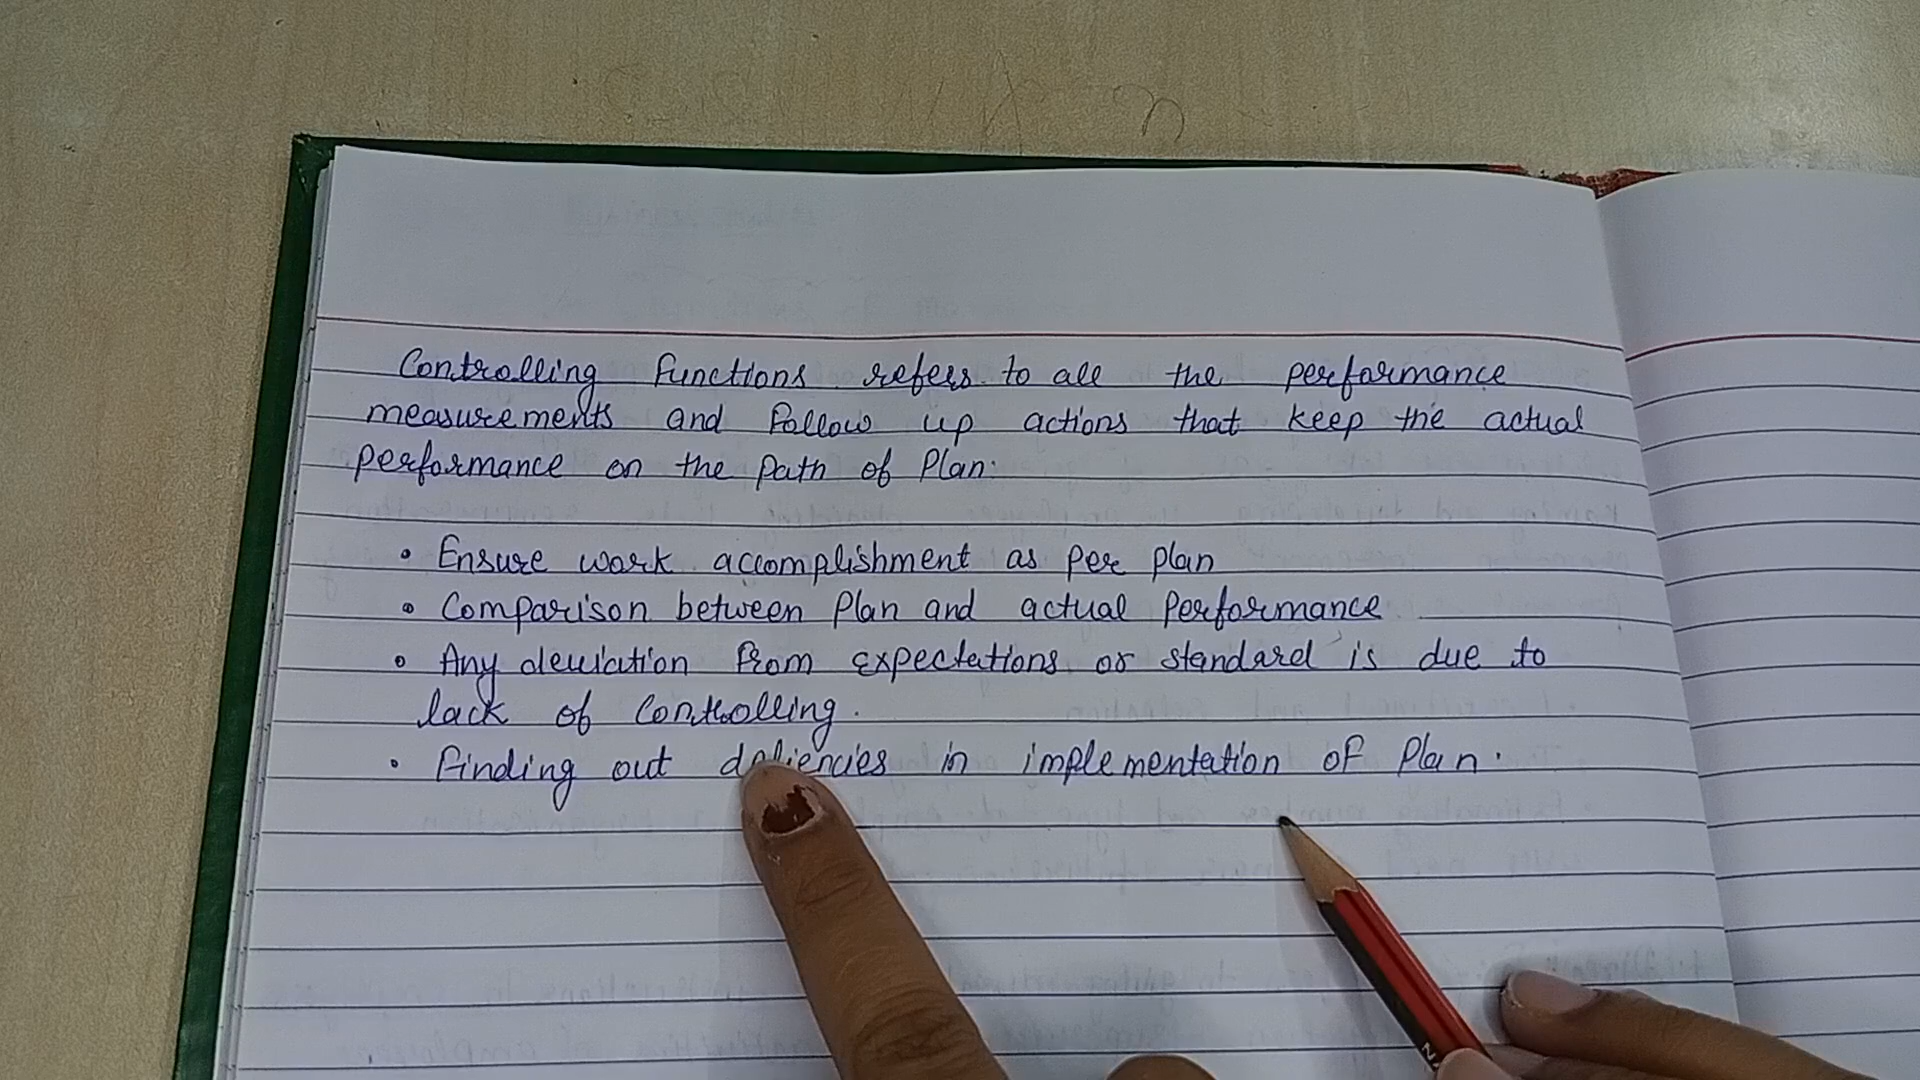 Controlling functions refers to all the performance
measurements and follow up actions that keep the actual
performance on the path of Plan.
• Ensure work accomplishment as per plan
• Comparison between Plan and actual Performance
• Any deviation from expectations or standard is due to
lack of controlling.
• Finding out in implementation of Plan.